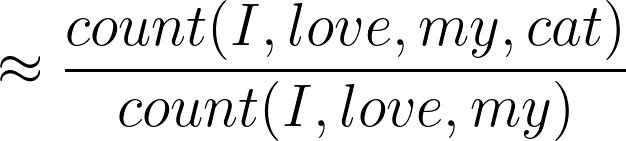 ≈ count(I, love, my, cat)
count(I, love, my)